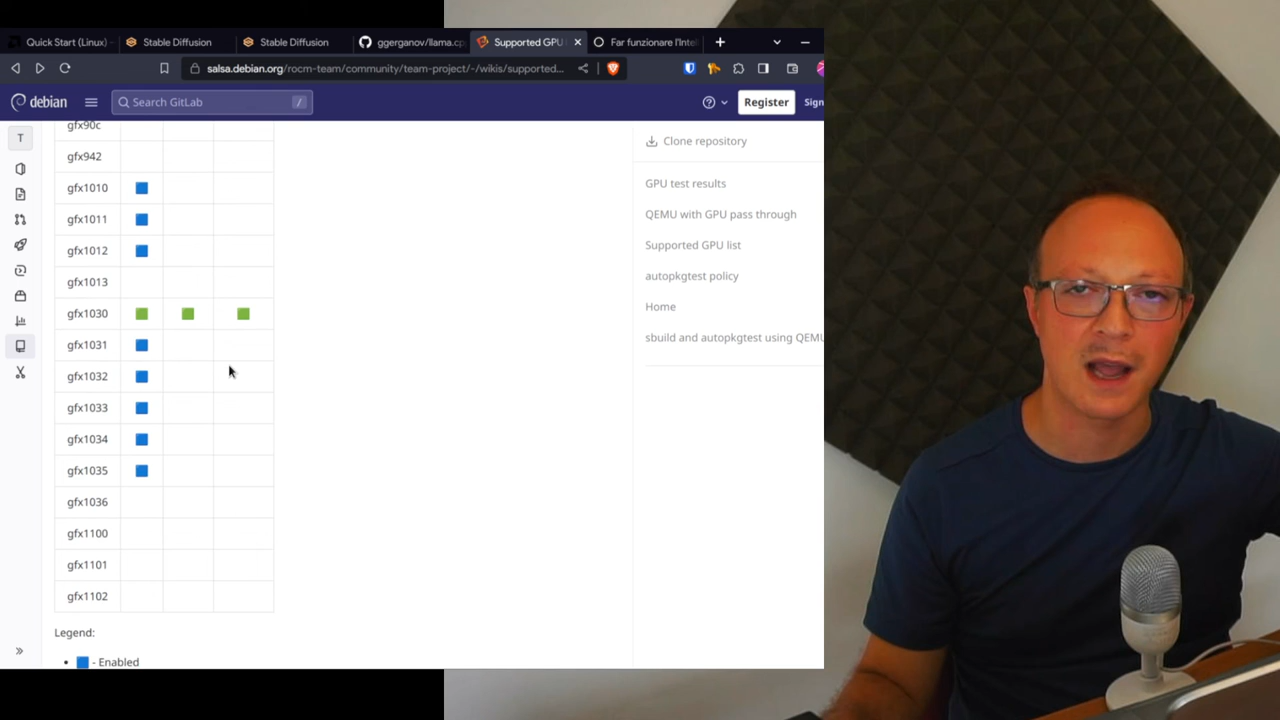 Quick Start (Linux)
Stable Diffusion
Stable Diffusion
ggerganov/llama.cp
Supported GPU
Far funzionare l'Inte
salsa.debian.org/rocm-team/community/team-project/-/wikis/supported...
debian
Search GitLab
/
Register
Sign
T
gfx90c
gfx942
gfx1010
gfx1011
gfx1012
gfx1013
gfx1030
gfx1031
gfx1032
gfx1033
gfx1034
gfx1035
gfx1036
gfx1100
gfx1101
gfx1102
Legend:
- Enabled
Clone repository
GPU test results
QEMU with GPU pass through
Supported GPU list
autopkgtest policy
Home
sbuild and autopkgtest using QEMU